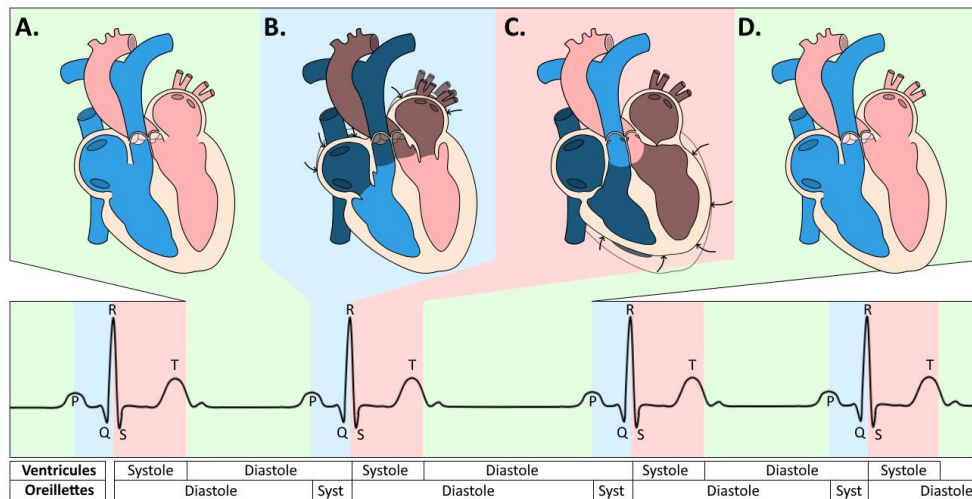 A. B. C. D.
R R R R
P T P T P T P T
Q S Q S Q S Q S
Ventricules Systole Diastole Systole Diastole Systole Diastole Systole
Oreillettes Diastole Syst Diastole Syst Diastole Syst Diastole